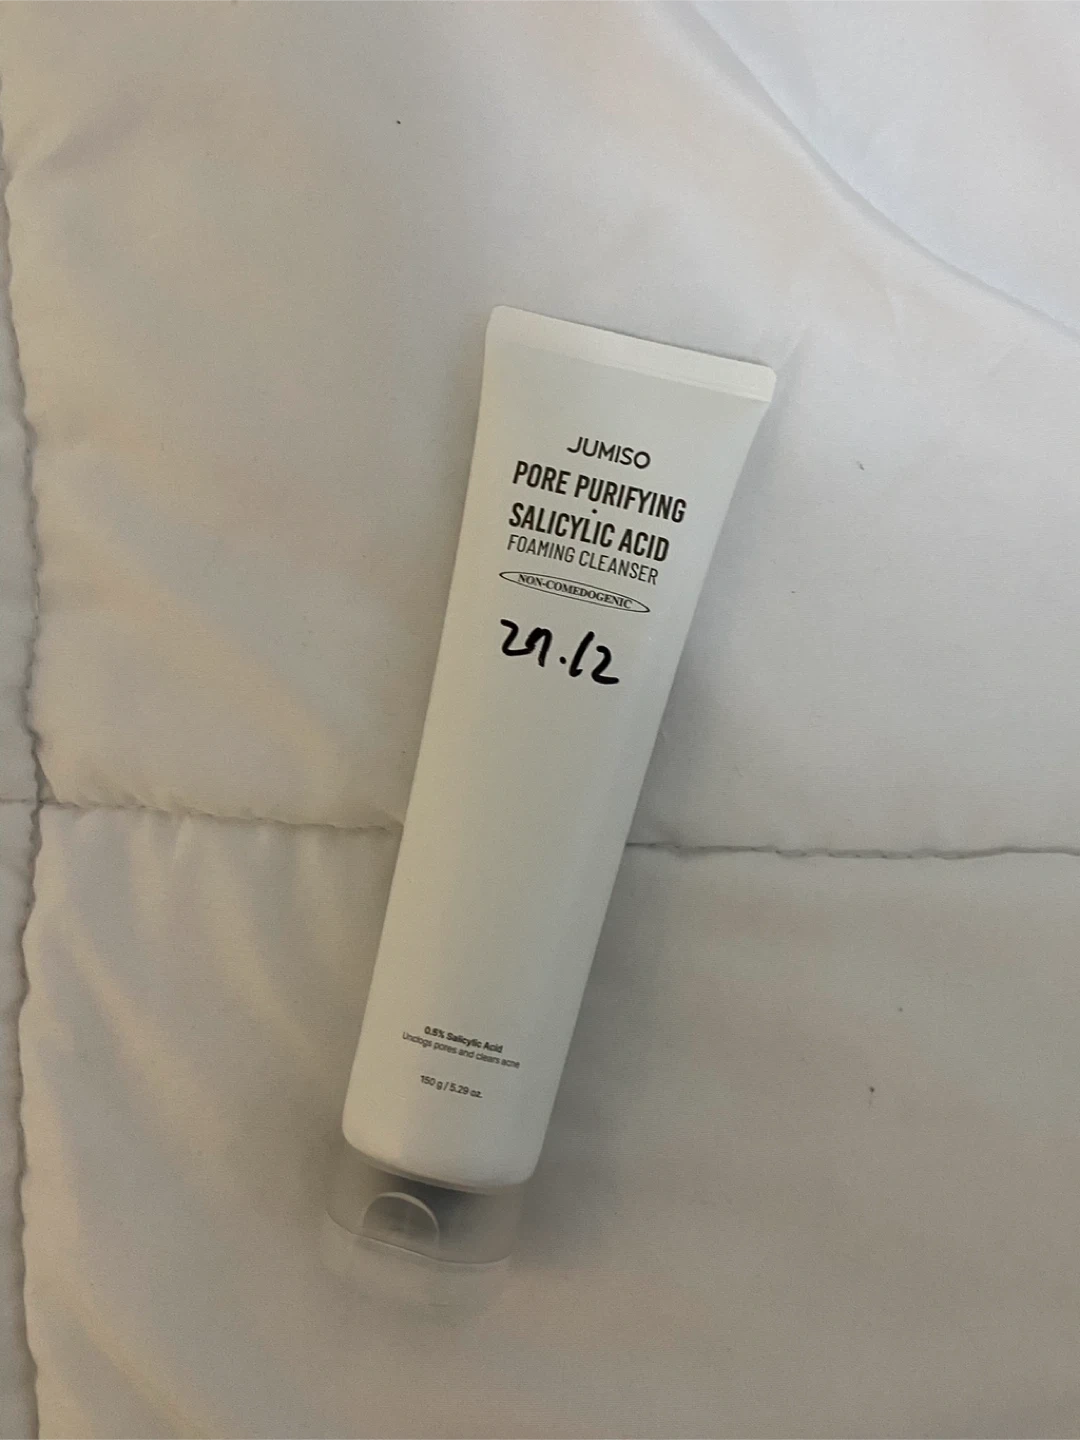 JUMISO
PORE PURIFYING
SALICYLIC ACID
FOAMING CLEANSER
NON-COMEDOGENIC
27.12
0.5% Salicylic Acid
Unclogs pores and clears acne
150 g / 5.29 oz.